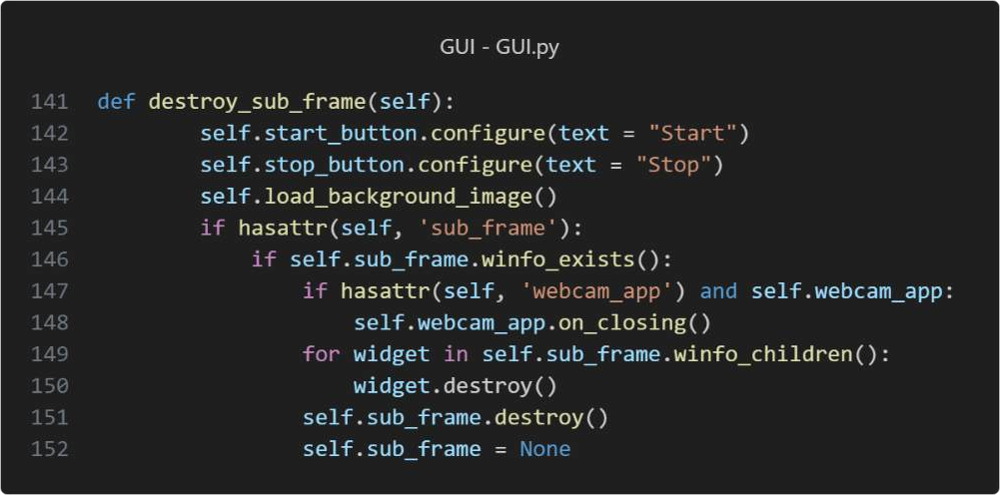 GUI - GUI.py
141 def destroy_sub_frame(self):
142         self.start_button.configure(text = "Start")
143         self.stop_button.configure(text = "Stop")
144         self.load_background_image()
145         if hasattr(self, 'sub_frame'):
146             if self.sub_frame.winfo_exists():
147                 if hasattr(self, 'webcam_app') and self.webcam_app:
148                     self.webcam_app.on_closing()
149                 for widget in self.sub_frame.winfo_children():
150                     widget.destroy()
151                 self.sub_frame.destroy()
152                 self.sub_frame = None